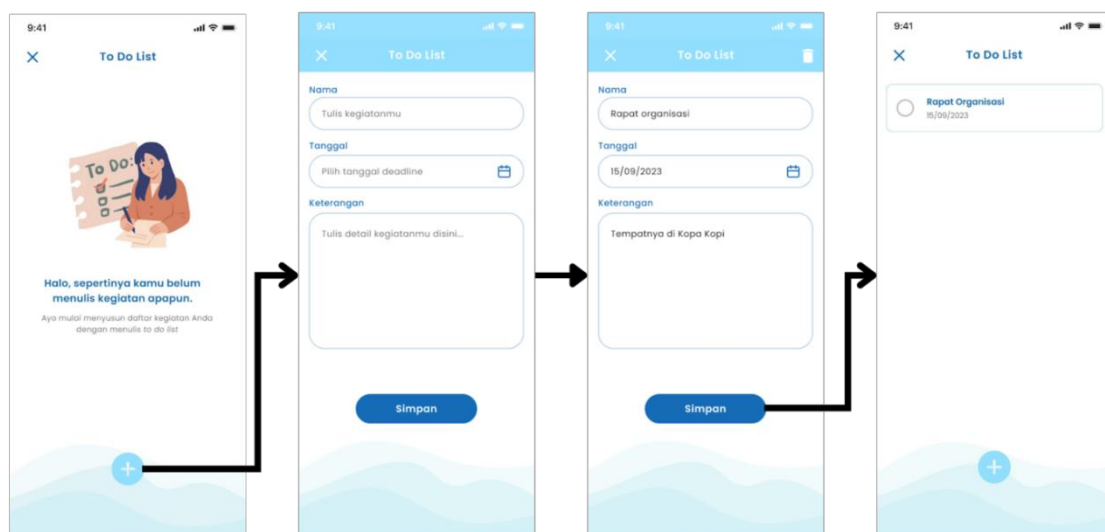 9:41
To Do List
To Do:
Halo, sepertinya kamu belum
menulis kegiatan apapun.
Ayo mulai menyusun daftar kegiatan Anda
dengan menulis to do list
9:41
To Do List
Nama
Tulis kegiatanmu
Tanggal
Pilih tanggal deadline
Keterangan
Tulis detail kegiatanmu disini...
Simpan
9:41
To Do List
Nama
Rapat organisasi
Tanggal
15/09/2023
Keterangan
Tempatnya di Kopa Kopi
Simpan
9:41
To Do List
Rapat Organisasi
15/09/2023